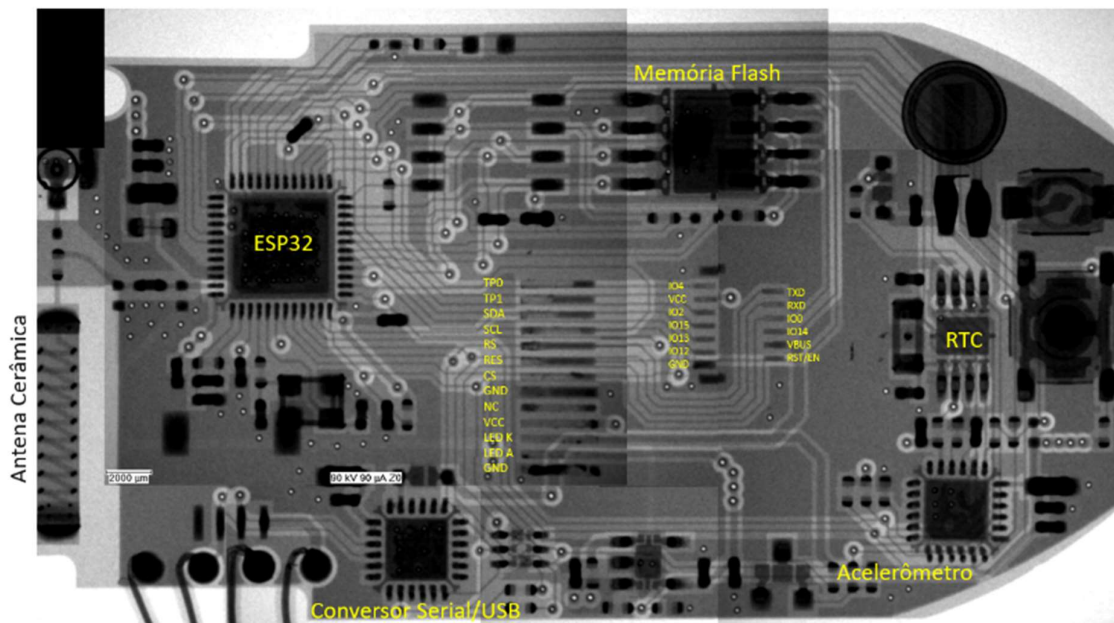 Memória Flash
ESP32
Antena Cerâmica
TP0
TP1
SDA
SCL
RS
RES
CS
GND
NC
VCC
LED K
LED A
GND
IO4
VCC
IO2
IO15
IO13
IO12
GND
TXD
RXD
IO0
IO14
VBUS
RST/EN
RTC
2000 µm
90 kV 90 µA Z0
Acelerômetro
Conversor Serial/USB